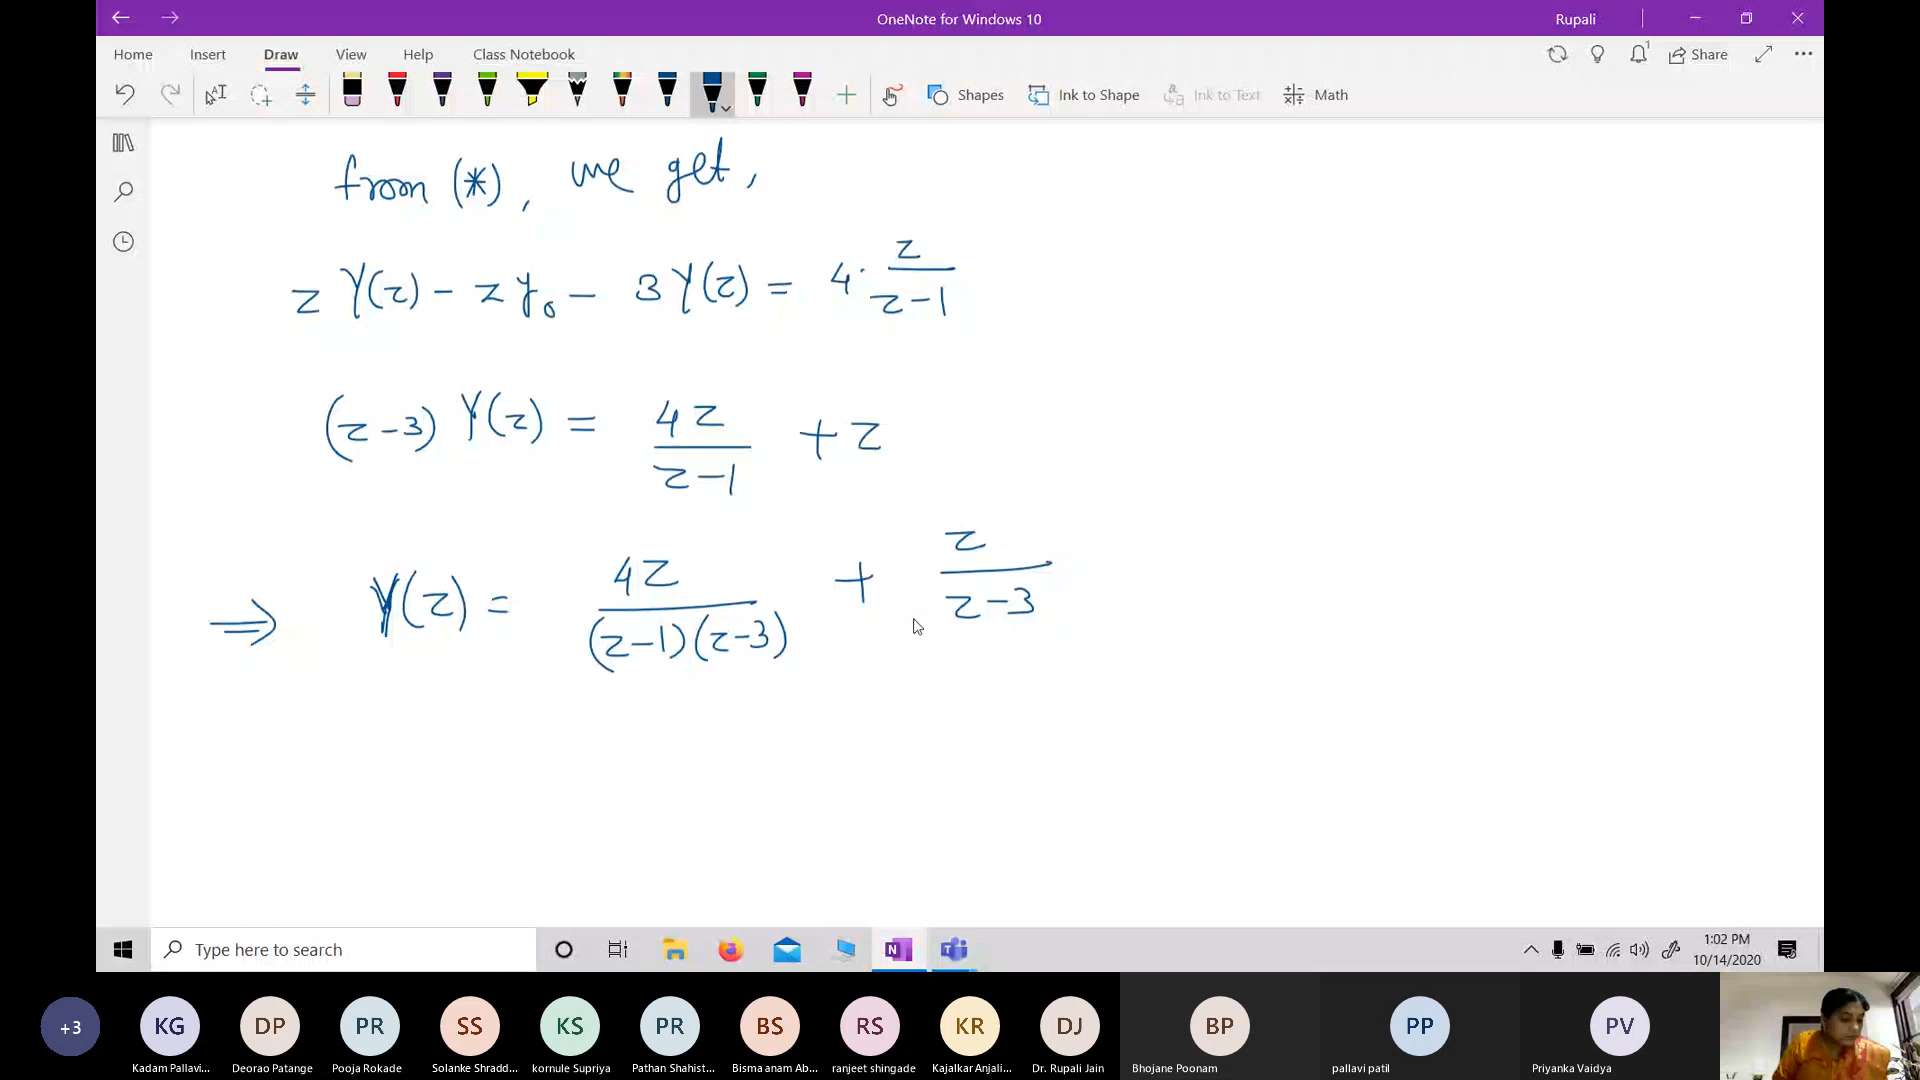 OneNote for Windows 10
Rupali
Home Insert Draw View Help Class Notebook
1 Share
Shapes Ink to Shape Ink to Text Math
from (*), we get,
z Y(z) - z y₀ - 3 Y(z) = 4 · z/(z-1)
(z-3) Y(z) = 4z/(z-1) + z
⇒ Y(z) = 4z/((z-1)(z-3)) + z/(z-3)
Type here to search
1:02 PM
10/14/2020
+3 KG DP PR SS KS PR BS RS KR DJ BP PP PV
Kadam Pallavi... Deorao Patange Pooja Rokade Solanke Shradd... kornule Supriya Pathan Shahist... Bisma anam Ab... ranjeet shingade Kajalkar Anjali... Dr. Rupali Jain Bhojane Poonam pallavi patil Priyanka Vaidya